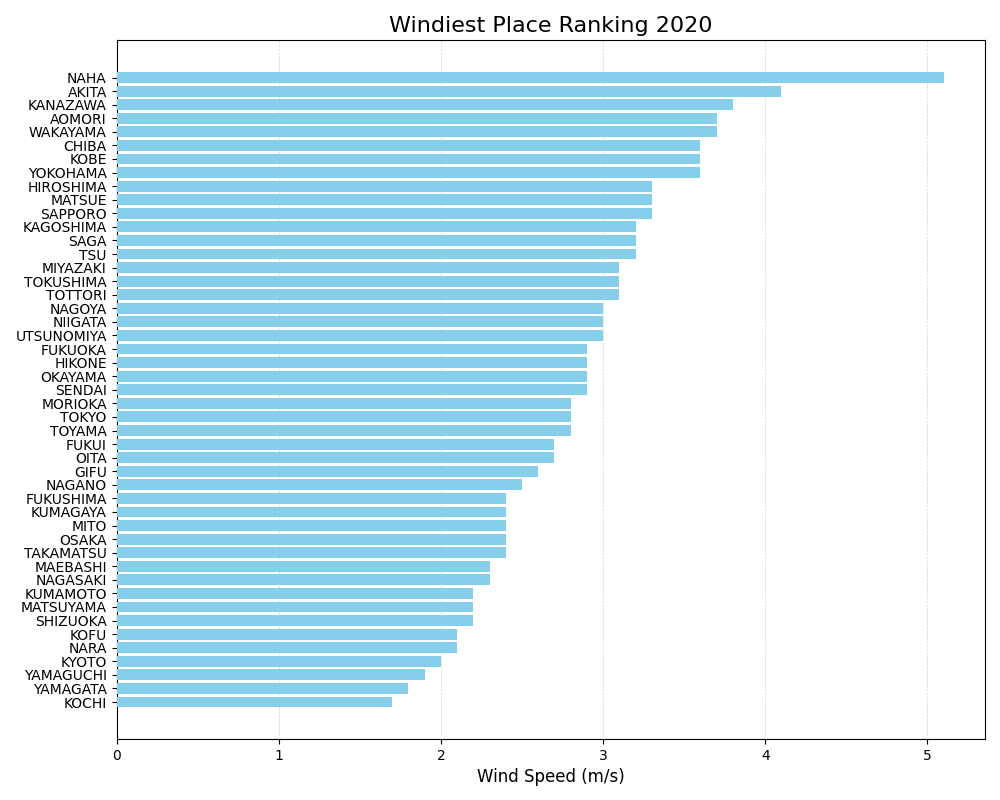 Windiest Place Ranking 2020
NAHA
AKITA
KANAZAWA
AOMORI
WAKAYAMA
CHIBA
KOBE
YOKOHAMA
HIROSHIMA
MATSUE
SAPPORO
KAGOSHIMA
SAGA
TSU
MIYAZAKI
TOKUSHIMA
TOTTORI
NAGOYA
NIIGATA
UTSUNOMIYA
FUKUOKA
HIKONE
OKAYAMA
SENDAI
MORIOKA
TOKYO
TOYAMA
FUKUI
OITA
GIFU
NAGANO
FUKUSHIMA
KUMAGAYA
MITO
OSAKA
TAKAMATSU
MAEBASHI
NAGASAKI
KUMAMOTO
MATSUYAMA
SHIZUOKA
KOFU
NARA
KYOTO
YAMAGUCHI
YAMAGATA
KOCHI
0 1 2 3 4 5
Wind Speed (m/s)